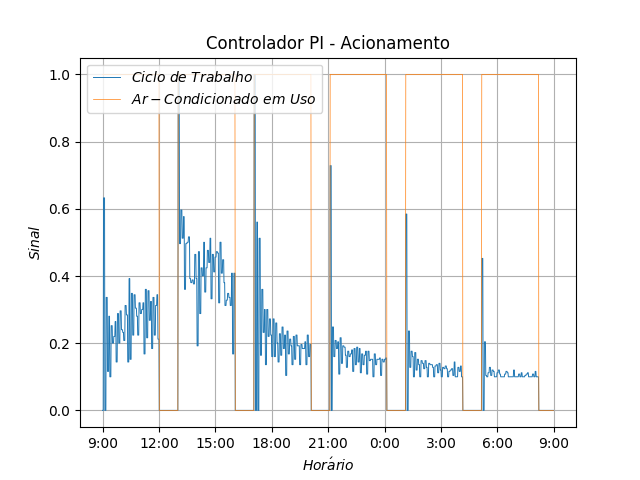 Controlador PI - Acionamento
Ciclo de Trabalho
Ar−Condicionado em Uso
1.0
0.8
0.6
0.4
0.2
0.0
Sinal
9:00 12:00 15:00 18:00 21:00 0:00 3:00 6:00 9:00
Horário